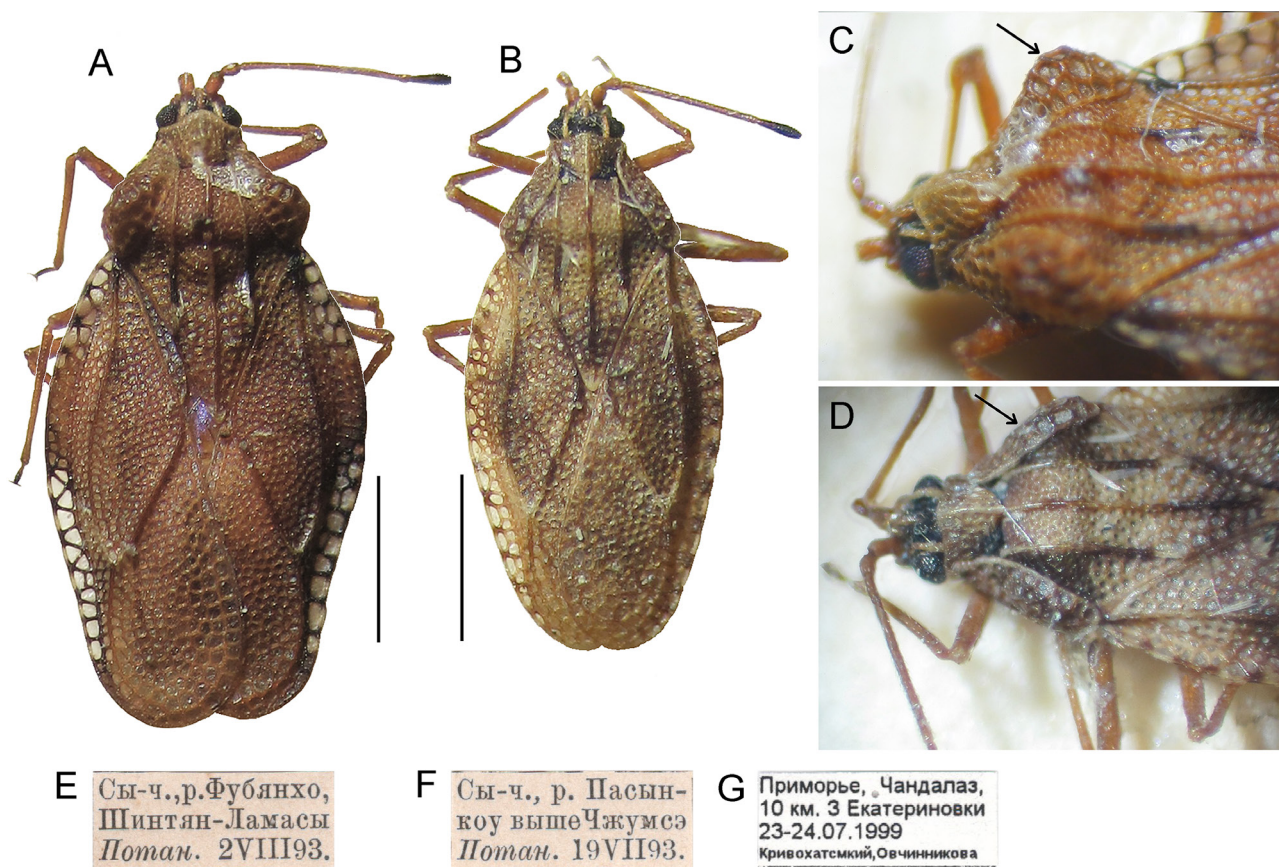 A
B
C
D
E
Сы-ч.,р.Фубянхо,
Шинтян-Ламасы
Потан. 2VIII93.
F
Сы-ч., р. Пасын-
коу вышеЧжумсэ
Потан. 19VII93.
G
Приморье, Чандалаз,
10 км. З Екатериновки
23-24.07.1999
Кривохатсмкий,Овчинникова